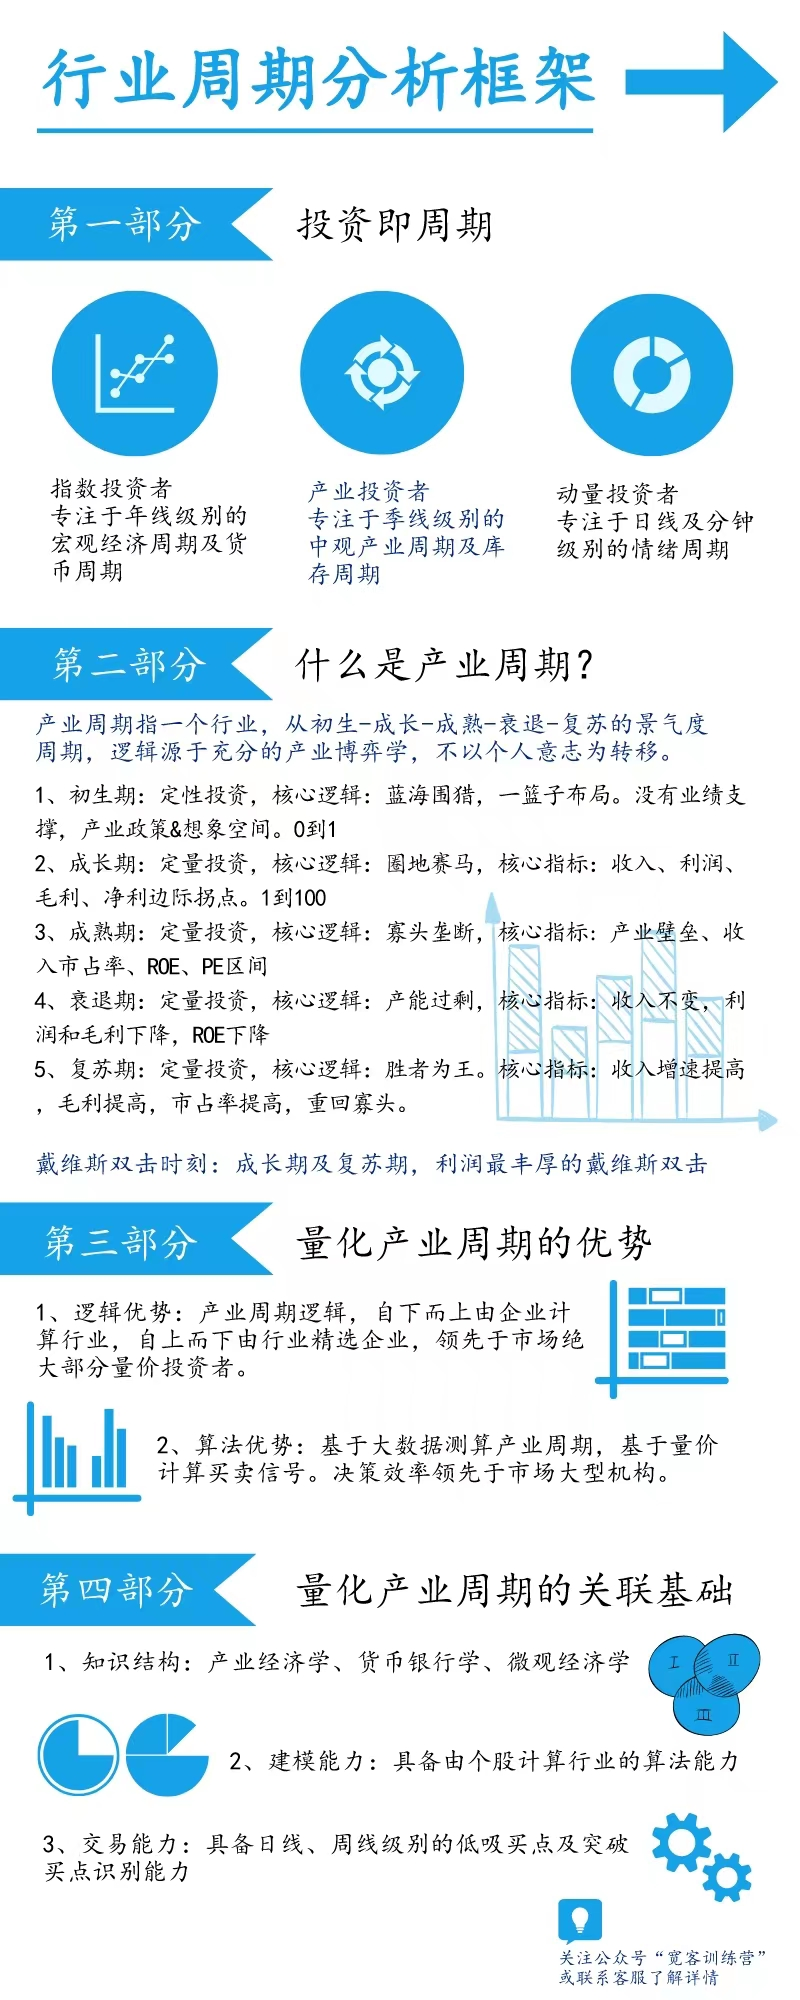 行业周期分析框架
第一部分
投资即周期
指数投资者
专注于年线级别的
宏观经济周期及货
币周期
产业投资者
专注于季线级别的
中观产业周期及库
存周期
动量投资者
专注于日线及分钟
级别的情绪周期
第二部分
什么是产业周期?
产业周期指一个行业，从初生-成长-成熟-衰退-复苏的景气度
周期，逻辑源于充分的产业博弈学，不以个人意志为转移。
1、初生期：定性投资，核心逻辑：蓝海围猎，一篮子布局。没有业绩支
撑，产业政策&想象空间。0到1
2、成长期：定量投资，核心逻辑：圈地赛马，核心指标：收入、利润、
毛利、净利边际拐点。1到100
3、成熟期：定量投资，核心逻辑：寡头垄断，核心指标：产业壁垒、收
入市占率、ROE、PE区间
4、衰退期：定量投资，核心逻辑：产能过剩，核心指标：收入不变，利
润和毛利下降，ROE下降
5、复苏期：定量投资，核心逻辑：胜者为王。核心指标：收入增速提高
，毛利提高，市占率提高，重回寡头。
戴维斯双击时刻：成长期及复苏期，利润最丰厚的戴维斯双击
第三部分
量化产业周期的优势
1、逻辑优势：产业周期逻辑，自下而上由企业计
算行业，自上而下由行业精选企业，领先于市场绝
大部分量价投资者。
2、算法优势：基于大数据测算产业周期，基于量价
计算买卖信号。决策效率领先于市场大型机构。
第四部分
量化产业周期的关联基础
1、知识结构：产业经济学、货币银行学、微观经济学
I
II
III
2、建模能力：具备由个股计算行业的算法能力
3、交易能力：具备日线、周线级别的低吸买点及突破
买点识别能力
关注公众号“宽客训练营”
或联系客服了解详情